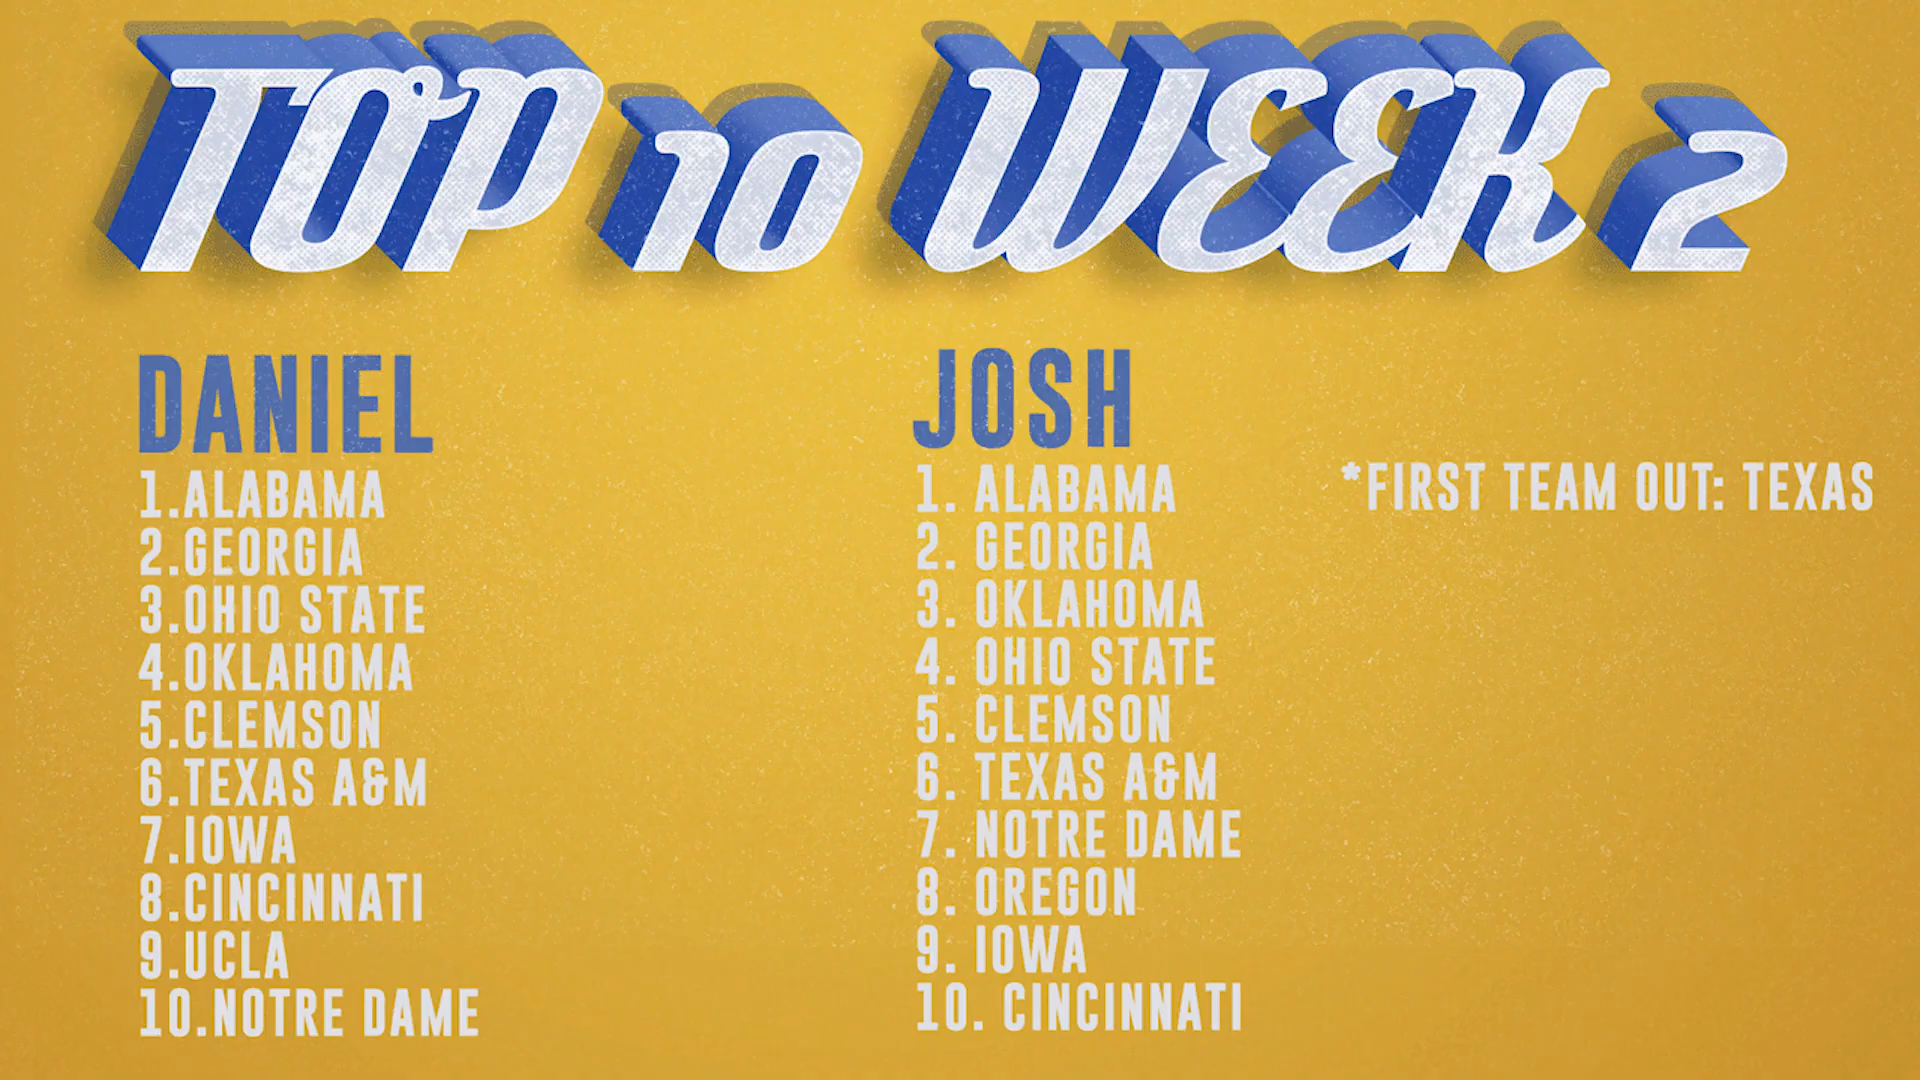 TOP 10 WEEK 2
DANIEL
1.ALABAMA
2.GEORGIA
3.OHIO STATE
4.OKLAHOMA
5.CLEMSON
6.TEXAS A&M
7.IOWA
8.CINCINNATI
9.UCLA
10.NOTRE DAME
JOSH
1. ALABAMA
2. GEORGIA
3. OKLAHOMA
4. OHIO STATE
5. CLEMSON
6. TEXAS A&M
7. NOTRE DAME
8. OREGON
9. IOWA
10. CINCINNATI
*FIRST TEAM OUT: TEXAS